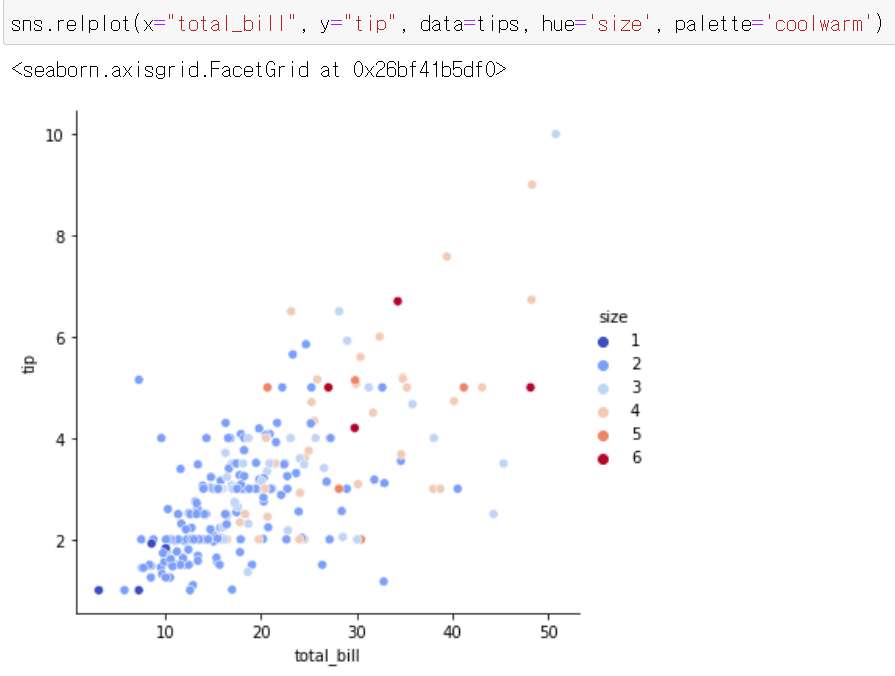 sns.relplot(x="total_bill", y="tip", data=tips, hue='size', palette='coolwarm')
<seaborn.axisgrid.FacetGrid at 0x26bf41b5df0>
10
8
6
4
2
tip
10 20 30 40 50
total_bill
size
1
2
3
4
5
6